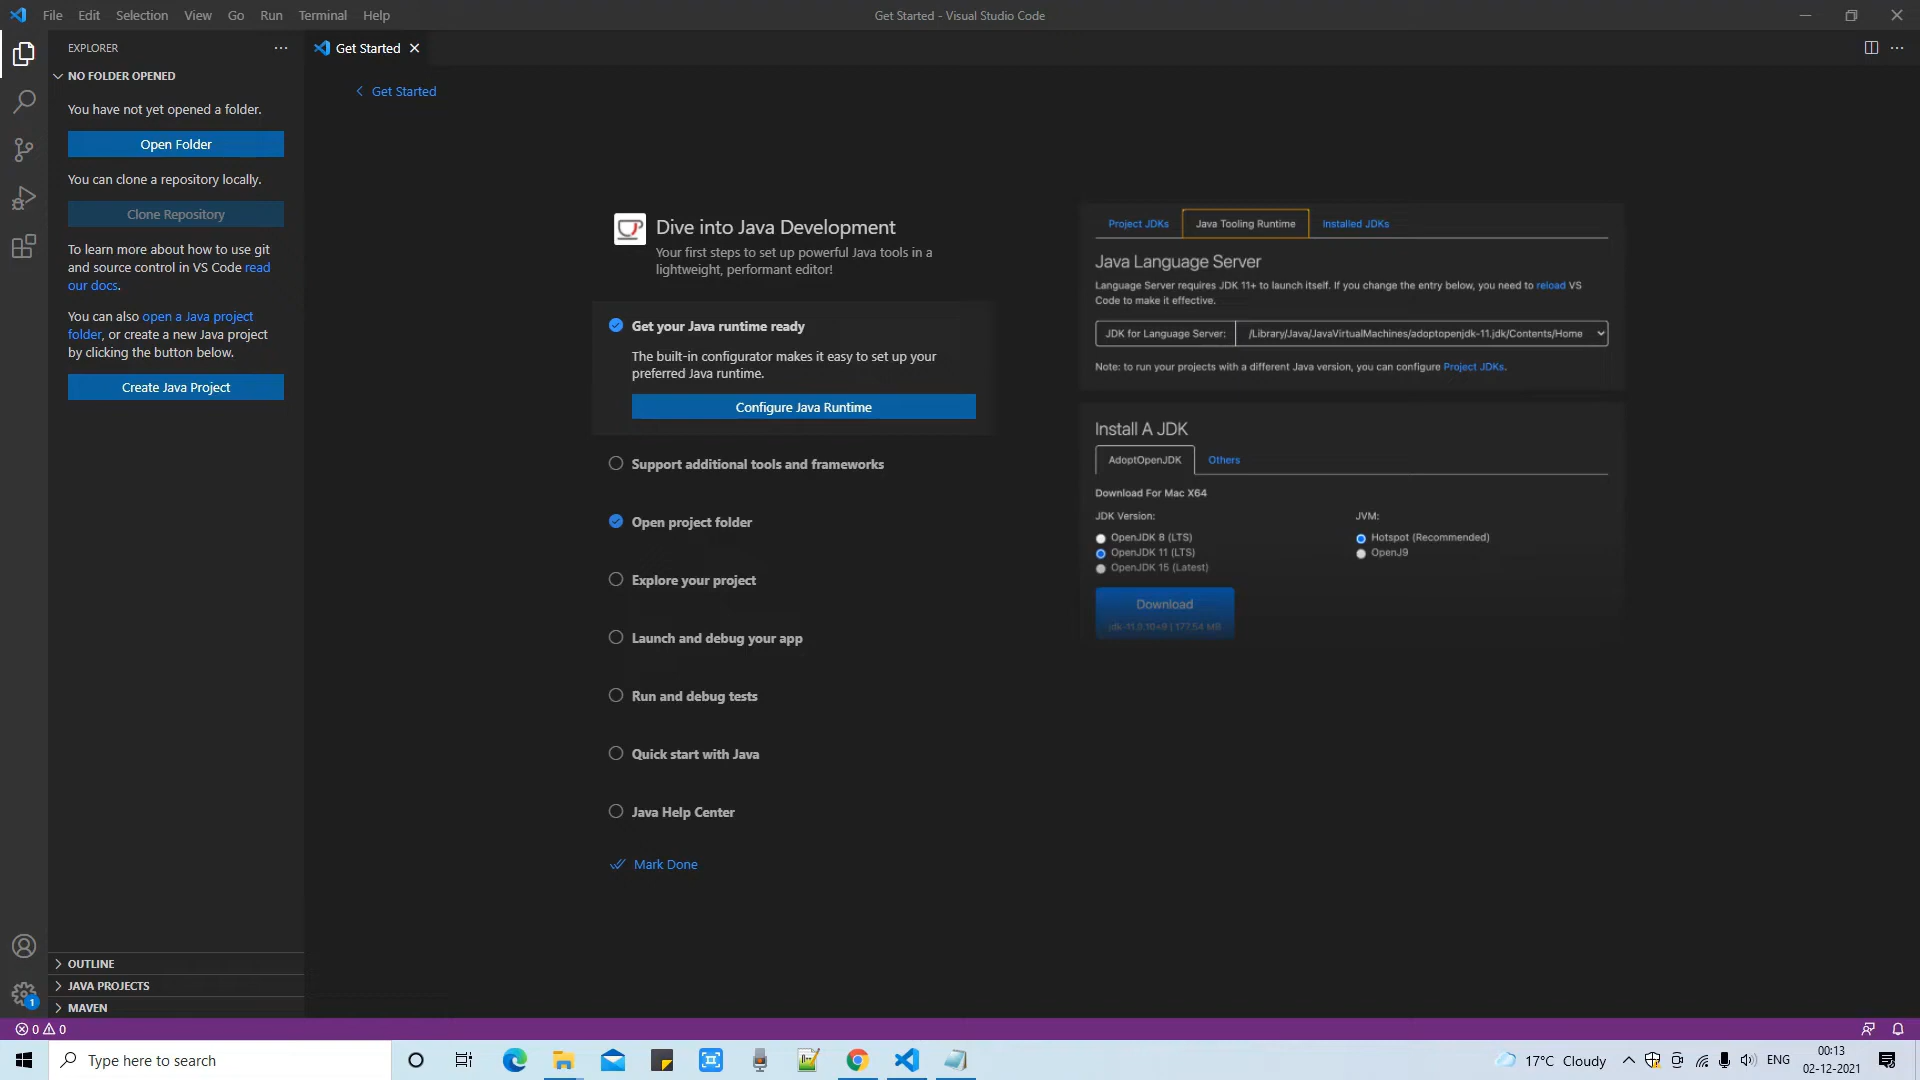 File Edit Selection View Go Run Terminal Help
Get Started - Visual Studio Code
EXPLORER
NO FOLDER OPENED
You have not yet opened a folder.
Open Folder
You can clone a repository locally.
Clone Repository
To learn more about how to use git
and source control in VS Code read
our docs.
You can also open a Java project
folder, or create a new Java project
by clicking the button below.
Create Java Project
OUTLINE
JAVA PROJECTS
MAVEN
Get Started
Get Started
Dive into Java Development
Your first steps to set up powerful Java tools in a
lightweight, performant editor!
Get your Java runtime ready
The built-in configurator makes it easy to set up your
preferred Java runtime.
Configure Java Runtime
Support additional tools and frameworks
Open project folder
Explore your project
Launch and debug your app
Run and debug tests
Quick start with Java
Java Help Center
Mark Done
Project JDKs Java Tooling Runtime Installed JDKs
Java Language Server
Language Server requires JDK 11+ to launch itself. If you change the entry below, you need to reload VS
Code to make it effective.
JDK for Language Server: /Library/Java/JavaVirtualMachines/adoptopenjdk-11.jdk/Contents/Home
Note: to run your projects with a different Java version, you can configure Project JDKs.
Install A JDK
AdoptOpenJDK Others
Download For Mac X64
JDK Version: JVM:
OpenJDK 8 (LTS) Hotspot (Recommended)
OpenJDK 11 (LTS) OpenJ9
OpenJDK 15 (Latest)
Download
jdk-11.0.10+9 | 177.54 MB
1
0 0
Type here to search
17°C Cloudy
ENG
00:13
02-12-2021